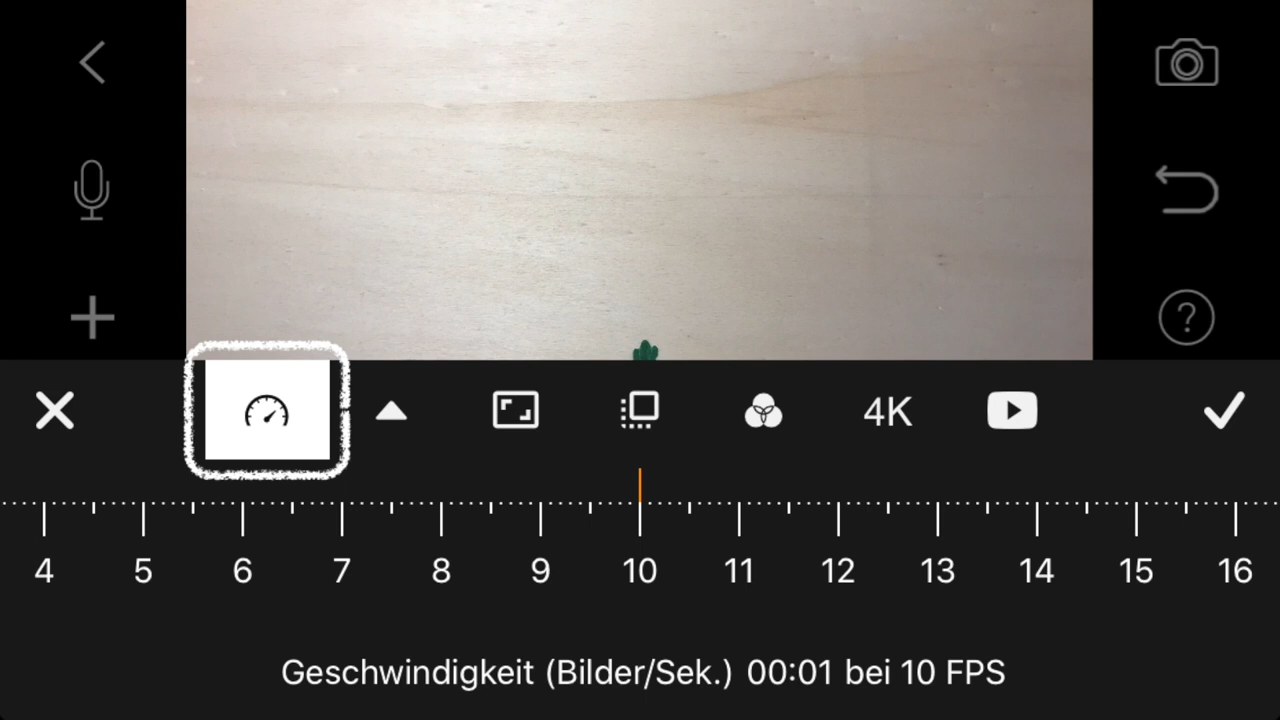 ?
4K
4 5 6 7 8 9 10 11 12 13 14 15 16
Geschwindigkeit (Bilder/Sek.) 00:01 bei 10 FPS